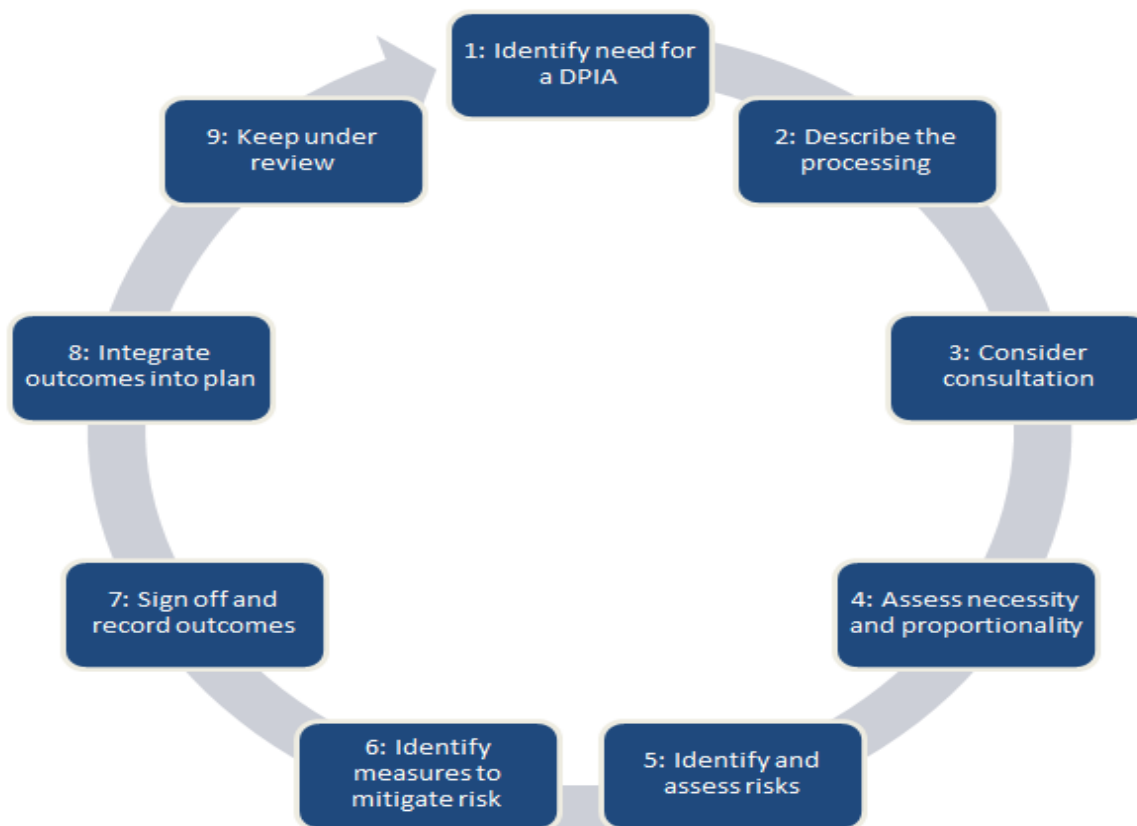 1: Identify need for
a DPIA
2: Describe the
processing
3: Consider
consultation
4: Assess necessity
and proportionality
5: Identify and
assess risks
6: Identify
measures to
mitigate risk
7: Sign off and
record outcomes
8: Integrate
outcomes into plan
9: Keep under
review